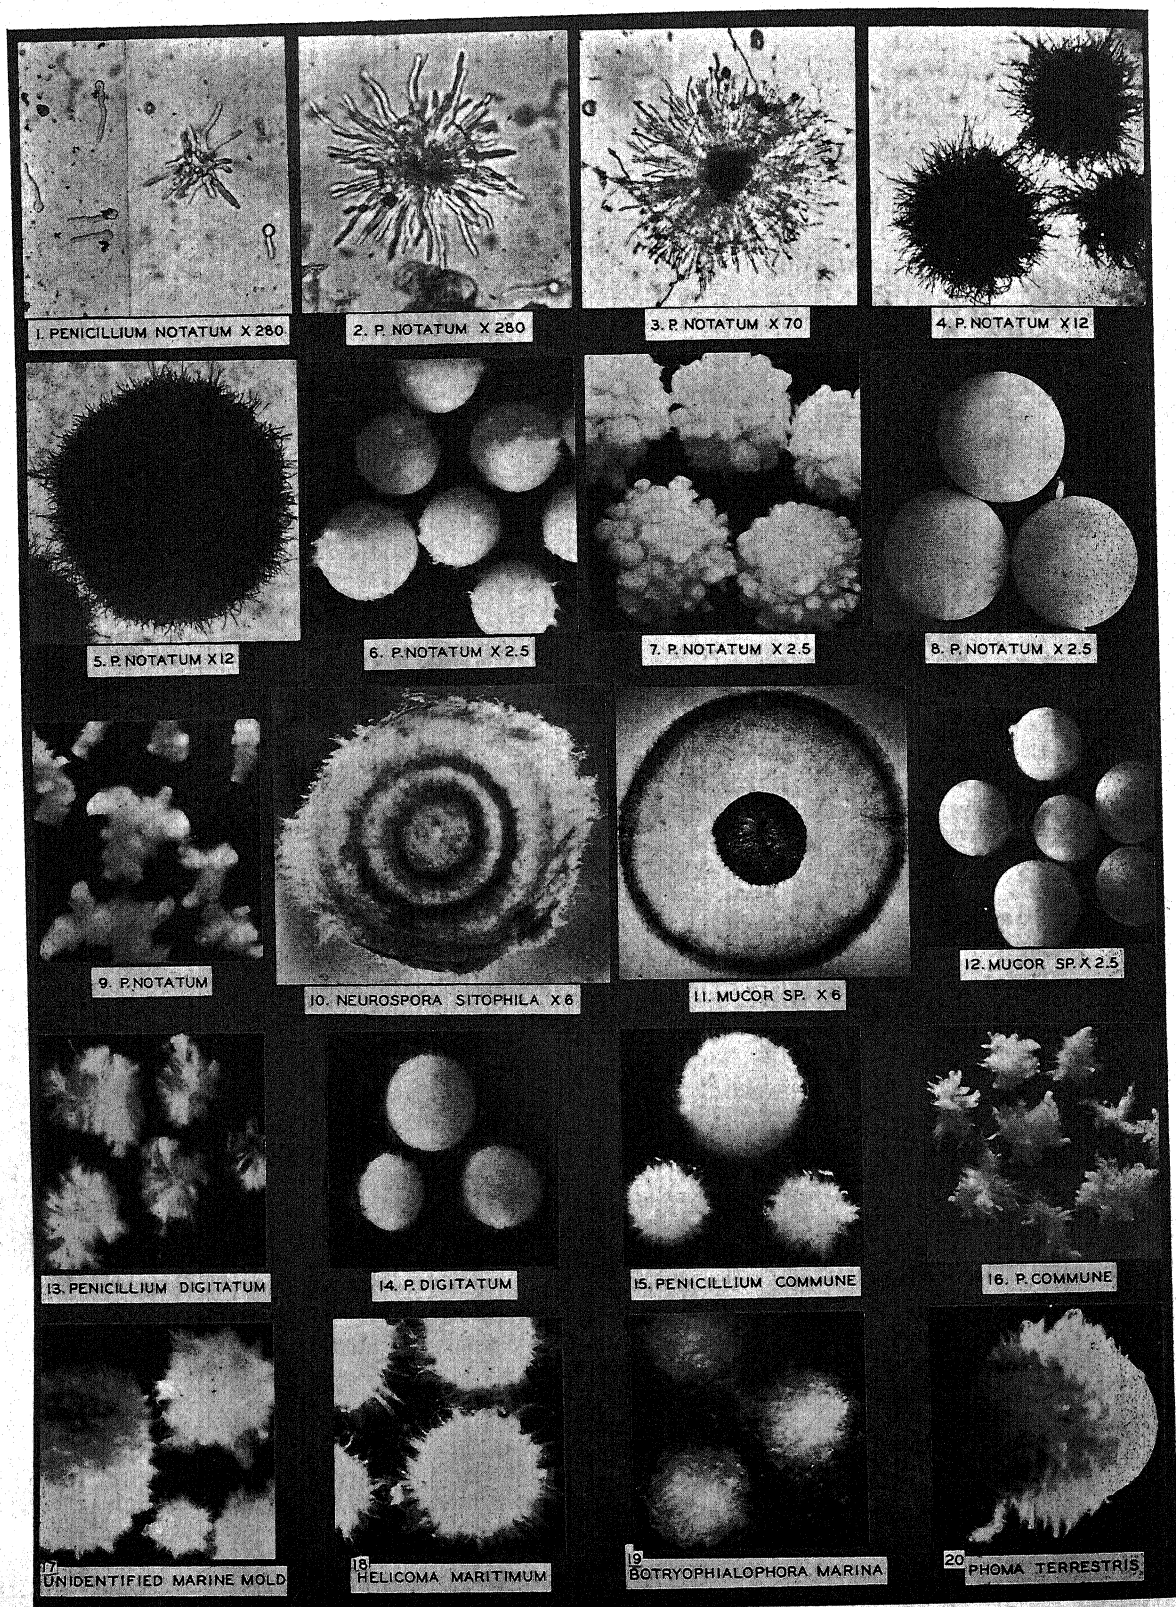 1. PENICILLIUM NOTATUM X 280
2. P. NOTATUM X 280
3. P. NOTATUM X 70
4. P. NOTATUM X 12
5. P. NOTATUM X 12
6. P. NOTATUM X 2.5
7. P. NOTATUM X 2.5
8. P. NOTATUM X 2.5
9. P. NOTATUM
10. NEUROSPORA SITOPHILA X 6
11. MUCOR SP. X 6
12. MUCOR SP. X 2.5
13. PENICILLIUM DIGITATUM
14. P. DIGITATUM
15. PENICILLIUM COMMUNE
16. P. COMMUNE
17
UNIDENTIFIED MARINE MOLD
18
HELICOMA MARITIMUM
19
BOTRYOPHIALOPHORA MARINA
20
PHOMA TERRESTRIS